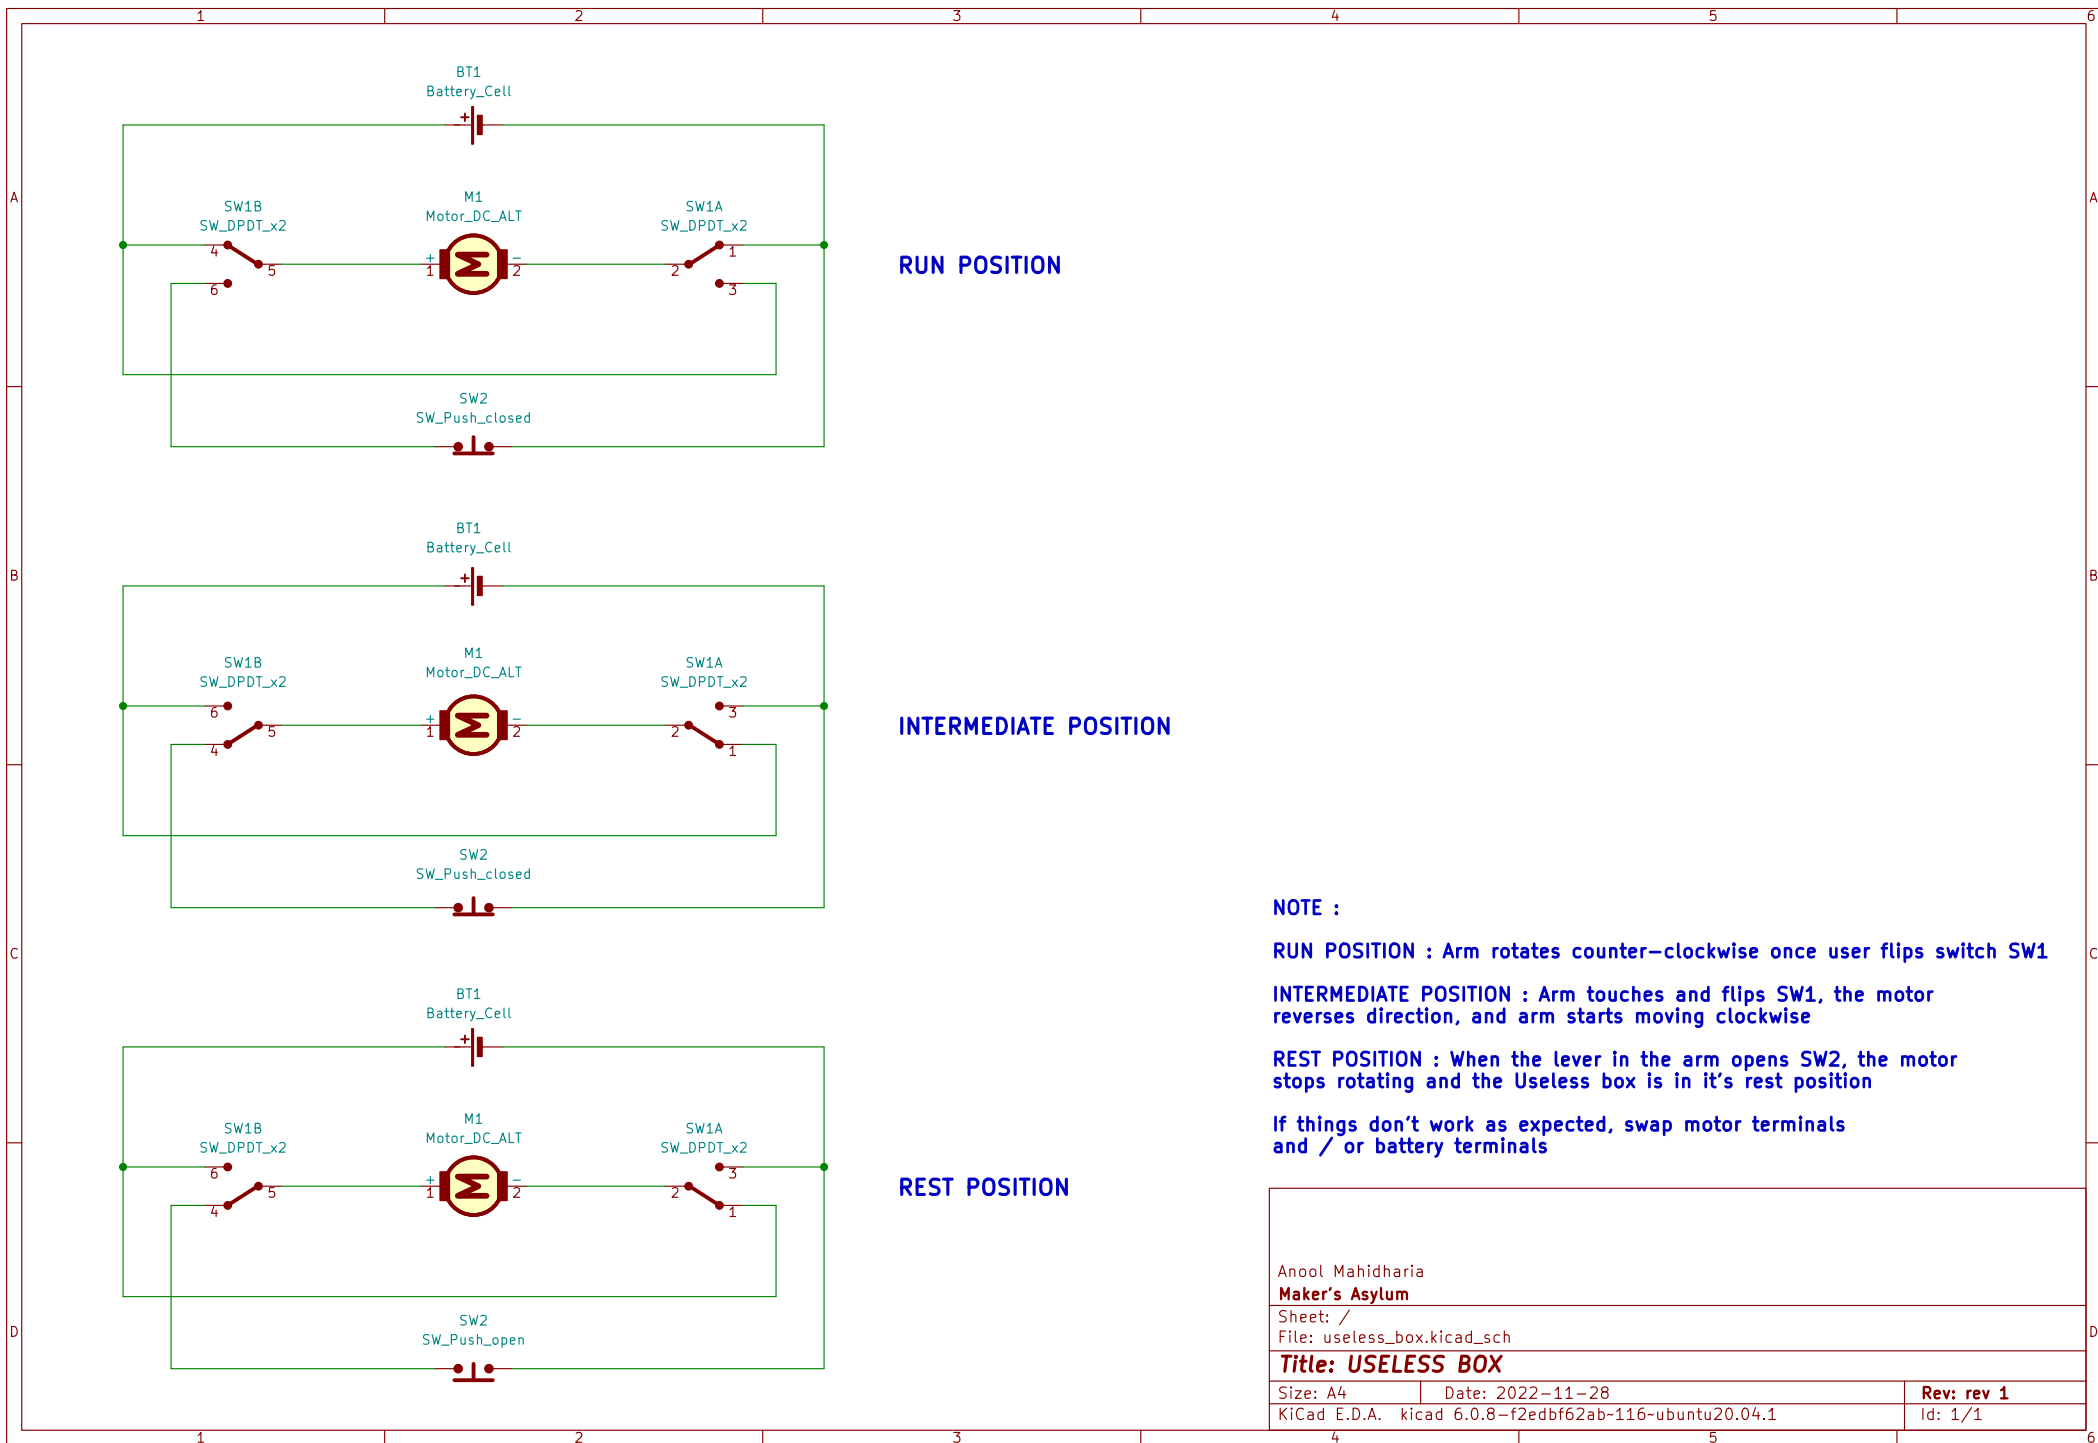 1 2 3 4 5 6
BT1
Battery_Cell
+
A A
SW1B M1 SW1A
SW_DPDT_x2 Motor_DC_ALT SW_DPDT_x2
4 5 + 1 M - 2 2 1
6 3
RUN POSITION
SW2
SW_Push_closed
BT1
Battery_Cell
+
B B
SW1B M1 SW1A
SW_DPDT_x2 Motor_DC_ALT SW_DPDT_x2
6 5 + 1 M - 2 2 3
4 1
INTERMEDIATE POSITION
SW2
SW_Push_closed
C C
BT1
Battery_Cell
+
SW1B M1 SW1A
SW_DPDT_x2 Motor_DC_ALT SW_DPDT_x2
6 5 + 1 M - 2 2 3
4 1
REST POSITION
SW2
SW_Push_open
D D
NOTE :
RUN POSITION : Arm rotates counter-clockwise once user flips switch SW1
INTERMEDIATE POSITION : Arm touches and flips SW1, the motor
reverses direction, and arm starts moving clockwise
REST POSITION : When the lever in the arm opens SW2, the motor
stops rotating and the Useless box is in it's rest position
If things don't work as expected, swap motor terminals
and / or battery terminals
Anool Mahidharia
Maker's Asylum
Sheet: /
File: useless_box.kicad_sch
Title: USELESS BOX
Size: A4 Date: 2022-11-28 Rev: rev 1
KiCad E.D.A. kicad 6.0.8-f2edbf62ab~116~ubuntu20.04.1 Id: 1/1
1 2 3 4 5 6